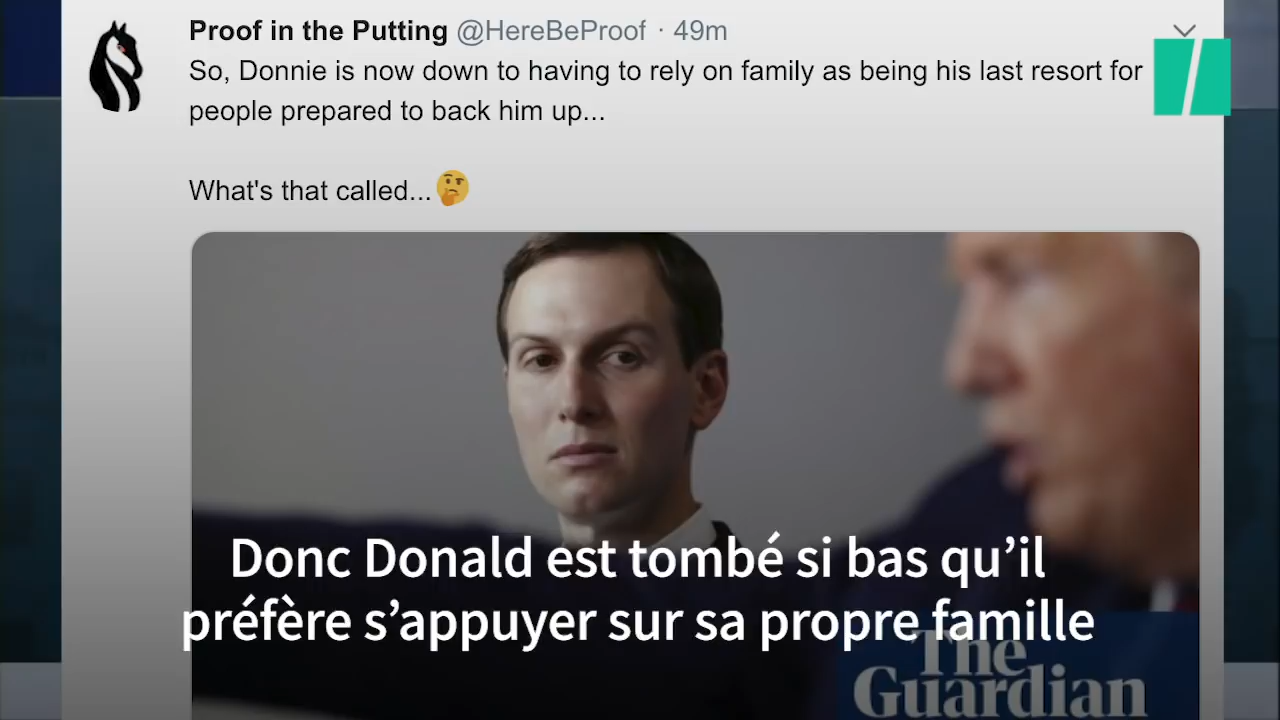 Proof in the Putting @HereBeProof · 49m
So, Donnie is now down to having to rely on family as being his last resort for
people prepared to back him up...
What's that called...🤔
Donc Donald est tombé si bas qu’il
préfère s’appuyer sur sa propre famille
The
Guardian